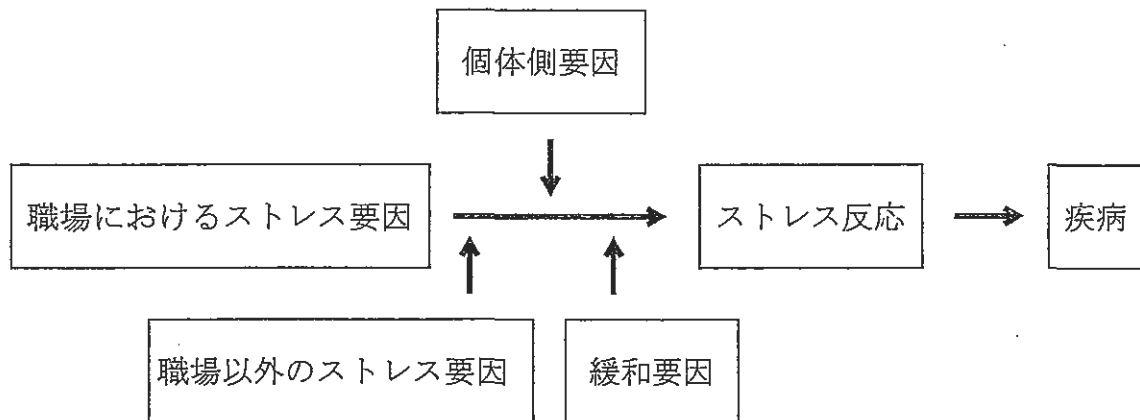 個体側要因
職場におけるストレス要因
ストレス反応
疾病
職場以外のストレス要因
緩和要因